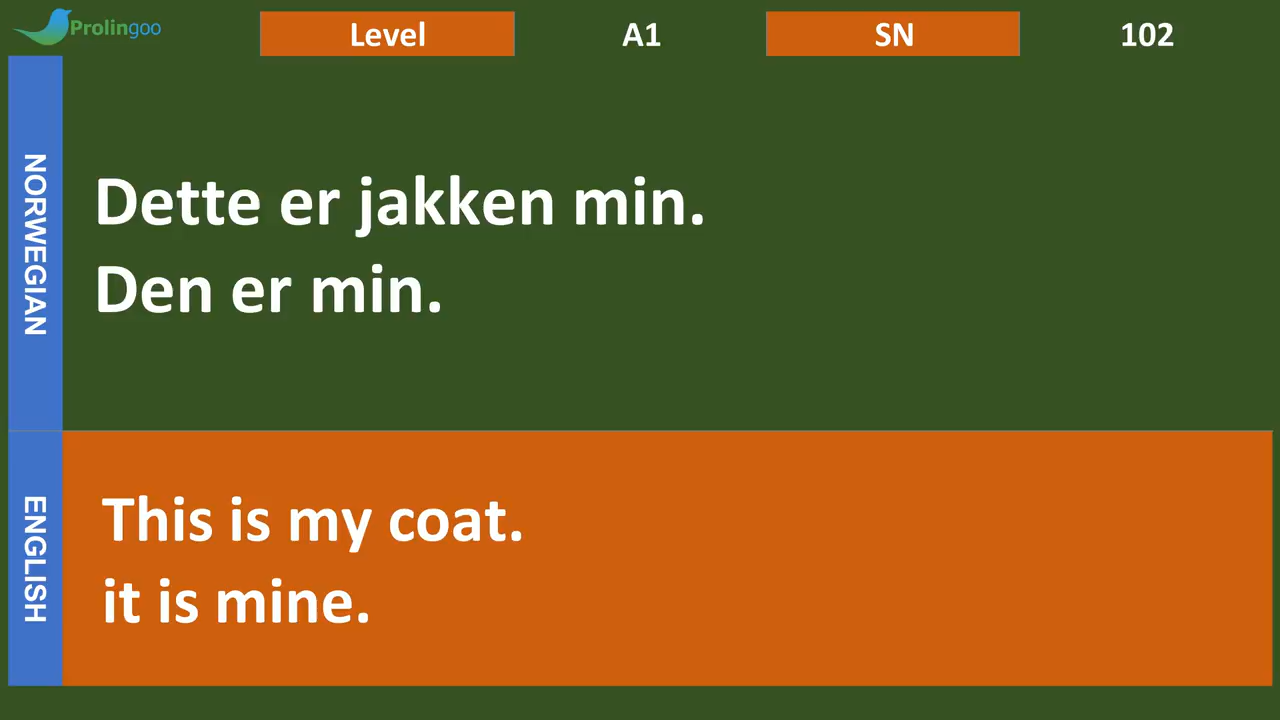 Prolingoo
Level A1 SN 102
NORWEGIAN
Dette er jakken min.
Den er min.
ENGLISH
This is my coat.
it is mine.